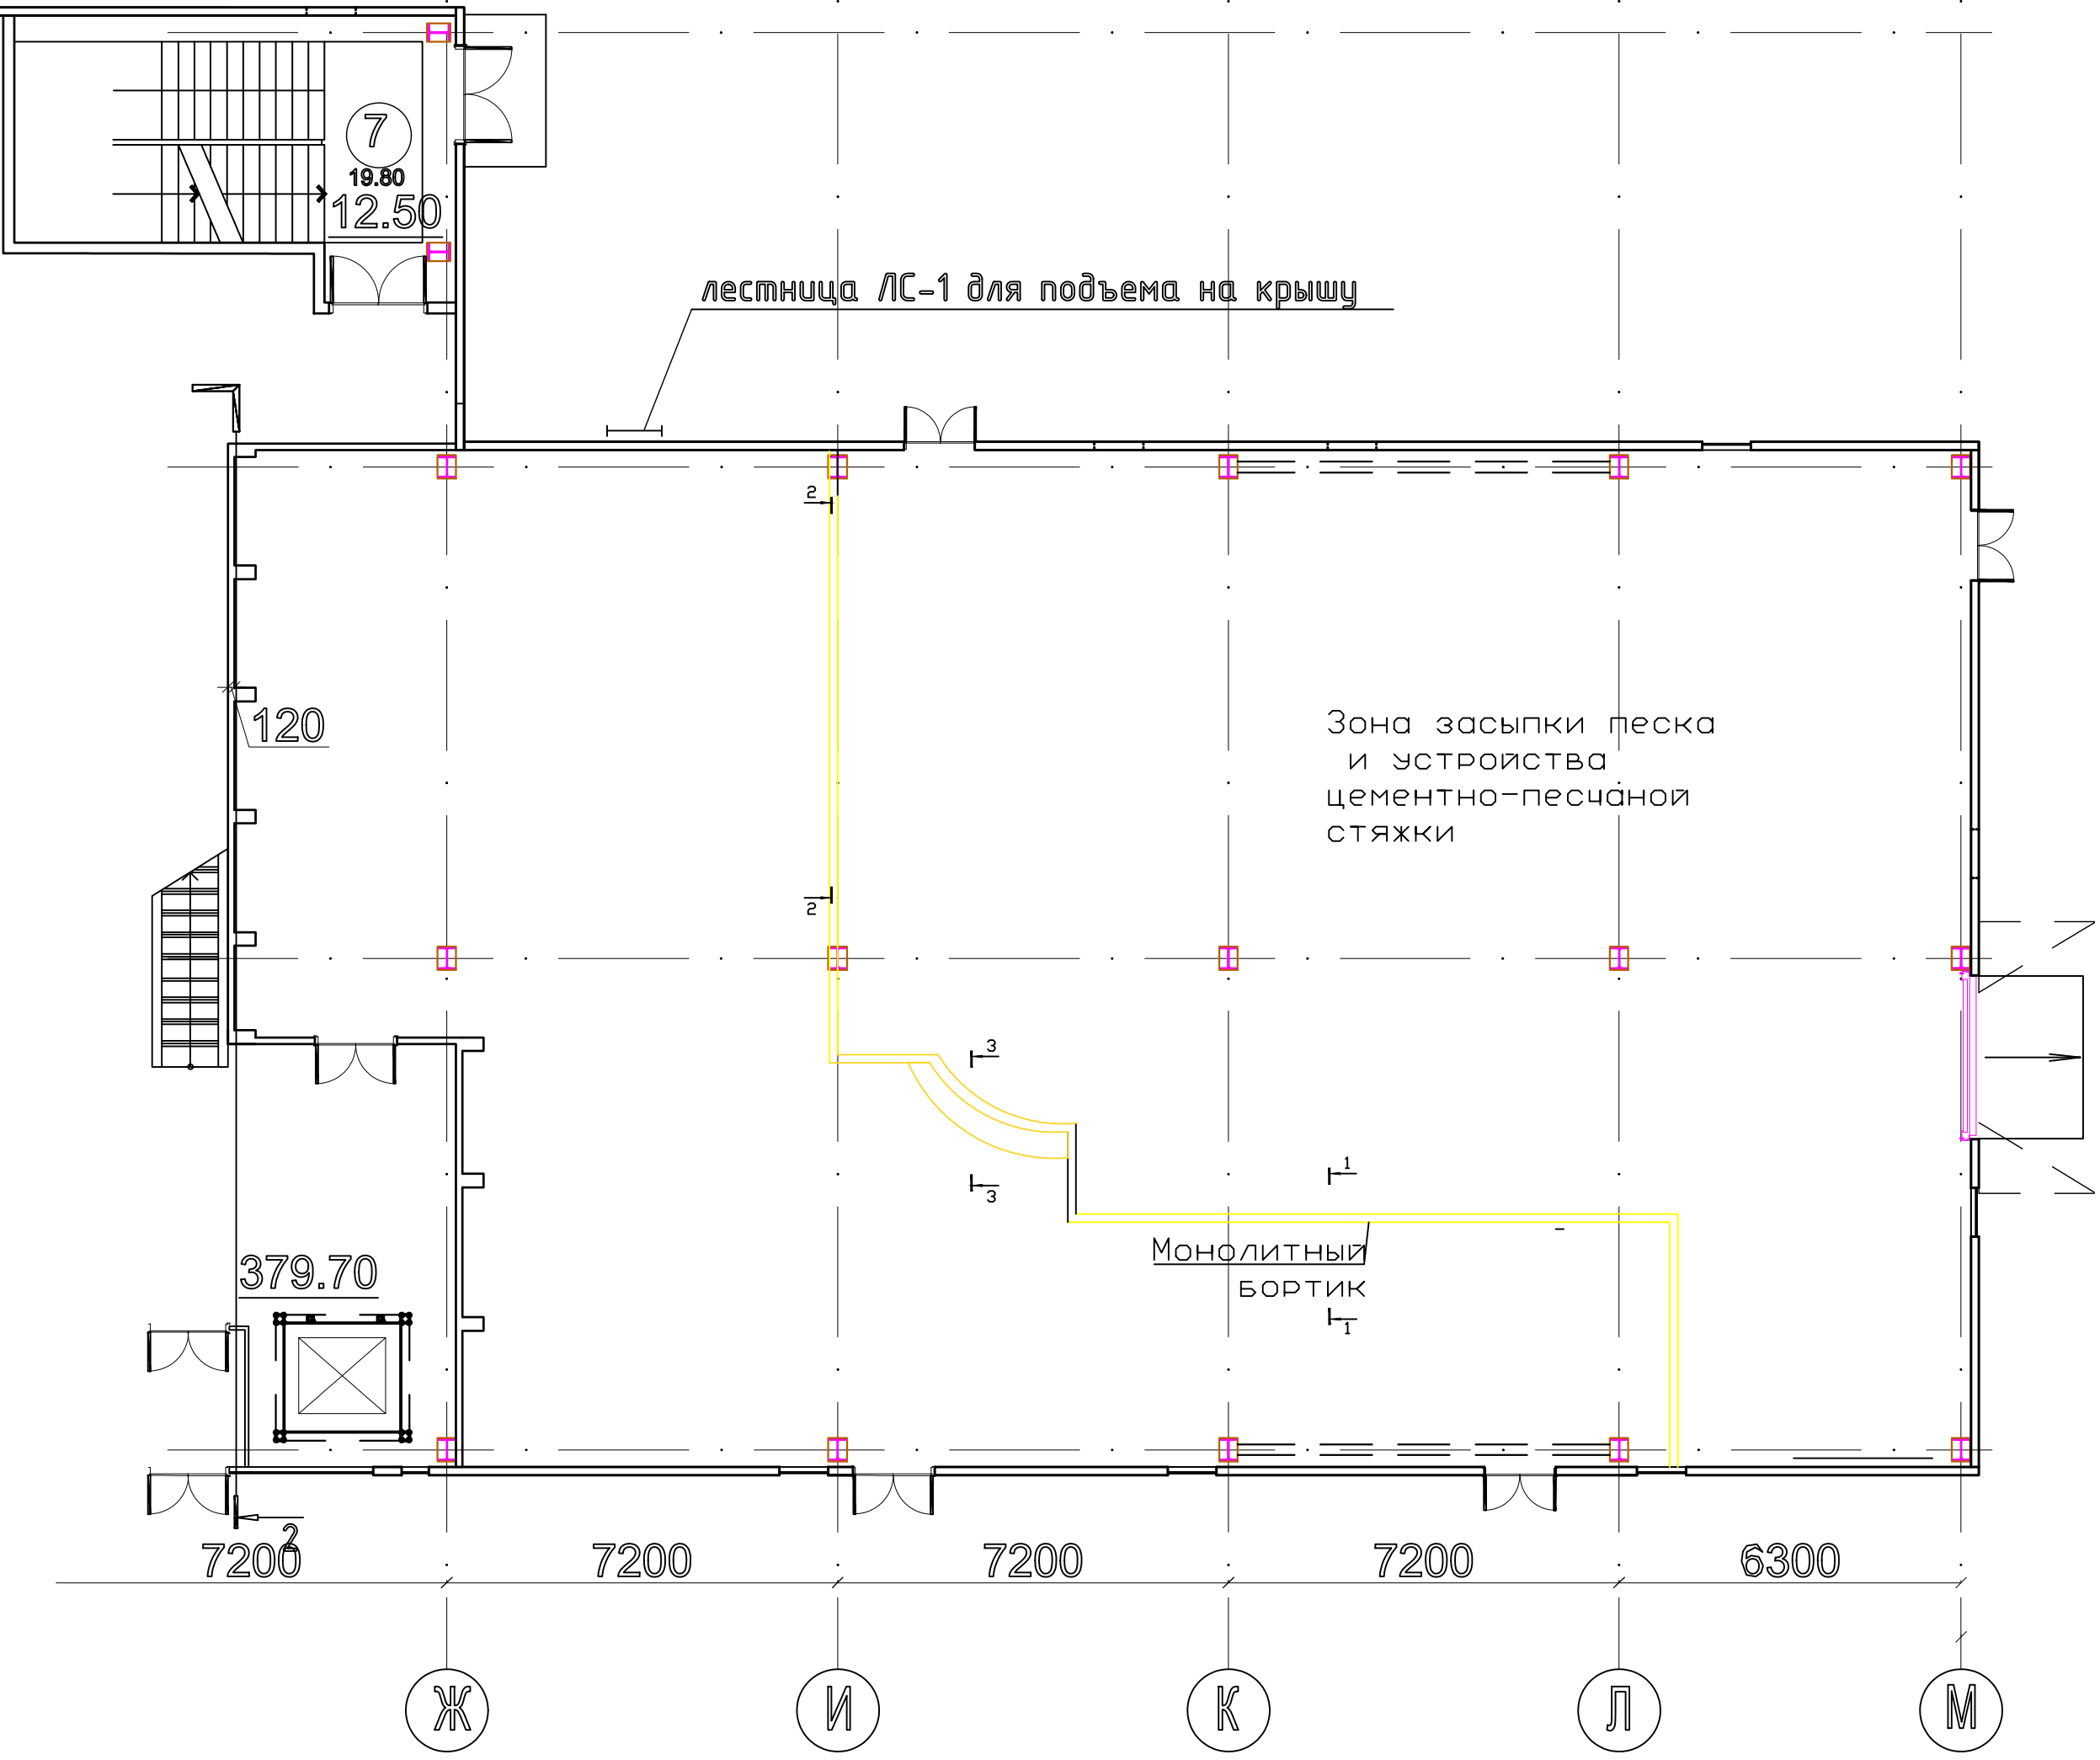 7
19.80
12.50
лестница ЛС-1 для подъема на крышу
2
120
Зона засыпки песка
и устройства
цементно-песчаной
стяжки
2
3
1
3
Монолитный
бортик
379.70
1
2
7200
7200
7200
7200
6300
Ж
И
К
Л
М